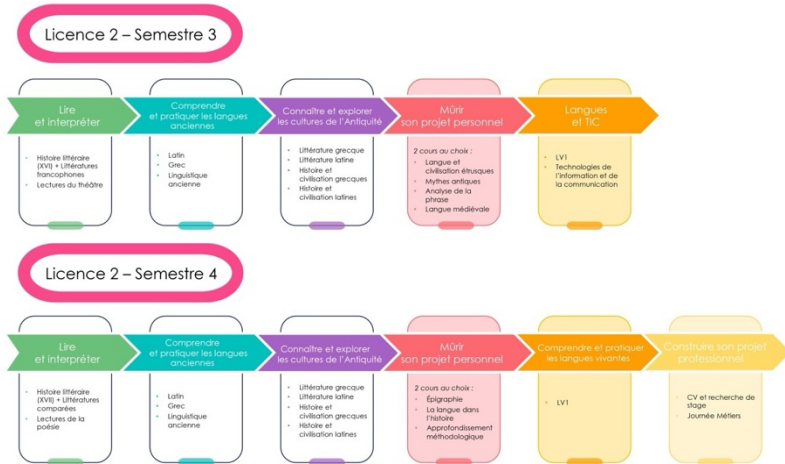 Licence 2 – Semestre 3
Lire
et interpréter
Histoire littéraire
(XVI) + Littératures
francophones
Lectures du théâtre
Comprendre
et pratiquer les langues
anciennes
Latin
Grec
Linguistique
ancienne
Connaître et explorer
les cultures de l'Antiquité
Littérature grecque
Littérature latine
Histoire et
civilisation grecques
Histoire et
civilisation latines
Mûrir
son projet personnel
2 cours au choix :
Langue et
civilisation étrusques
Mythes antiques
Analyse de la
phrase
Langue médiévale
Langues
et TIC
LV1
Technologies de
l'information et de
la communication
Licence 2 – Semestre 4
Lire
et interpréter
Histoire littéraire
(XVII) + Littératures
comparées
Lectures de la
poésie
Comprendre
et pratiquer les langues
anciennes
Latin
Grec
Linguistique
ancienne
Connaître et explorer
les cultures de l'Antiquité
Littérature grecque
Littérature latine
Histoire et
civilisation grecques
Histoire et
civilisation latines
Mûrir
son projet personnel
2 cours au choix :
Épigraphie
La langue dans
l'histoire
Approfondissement
méthodologique
Comprendre et pratiquer
les langues vivantes
LV1
Construire son projet
professionnel
CV et recherche de
stage
Journée Métiers